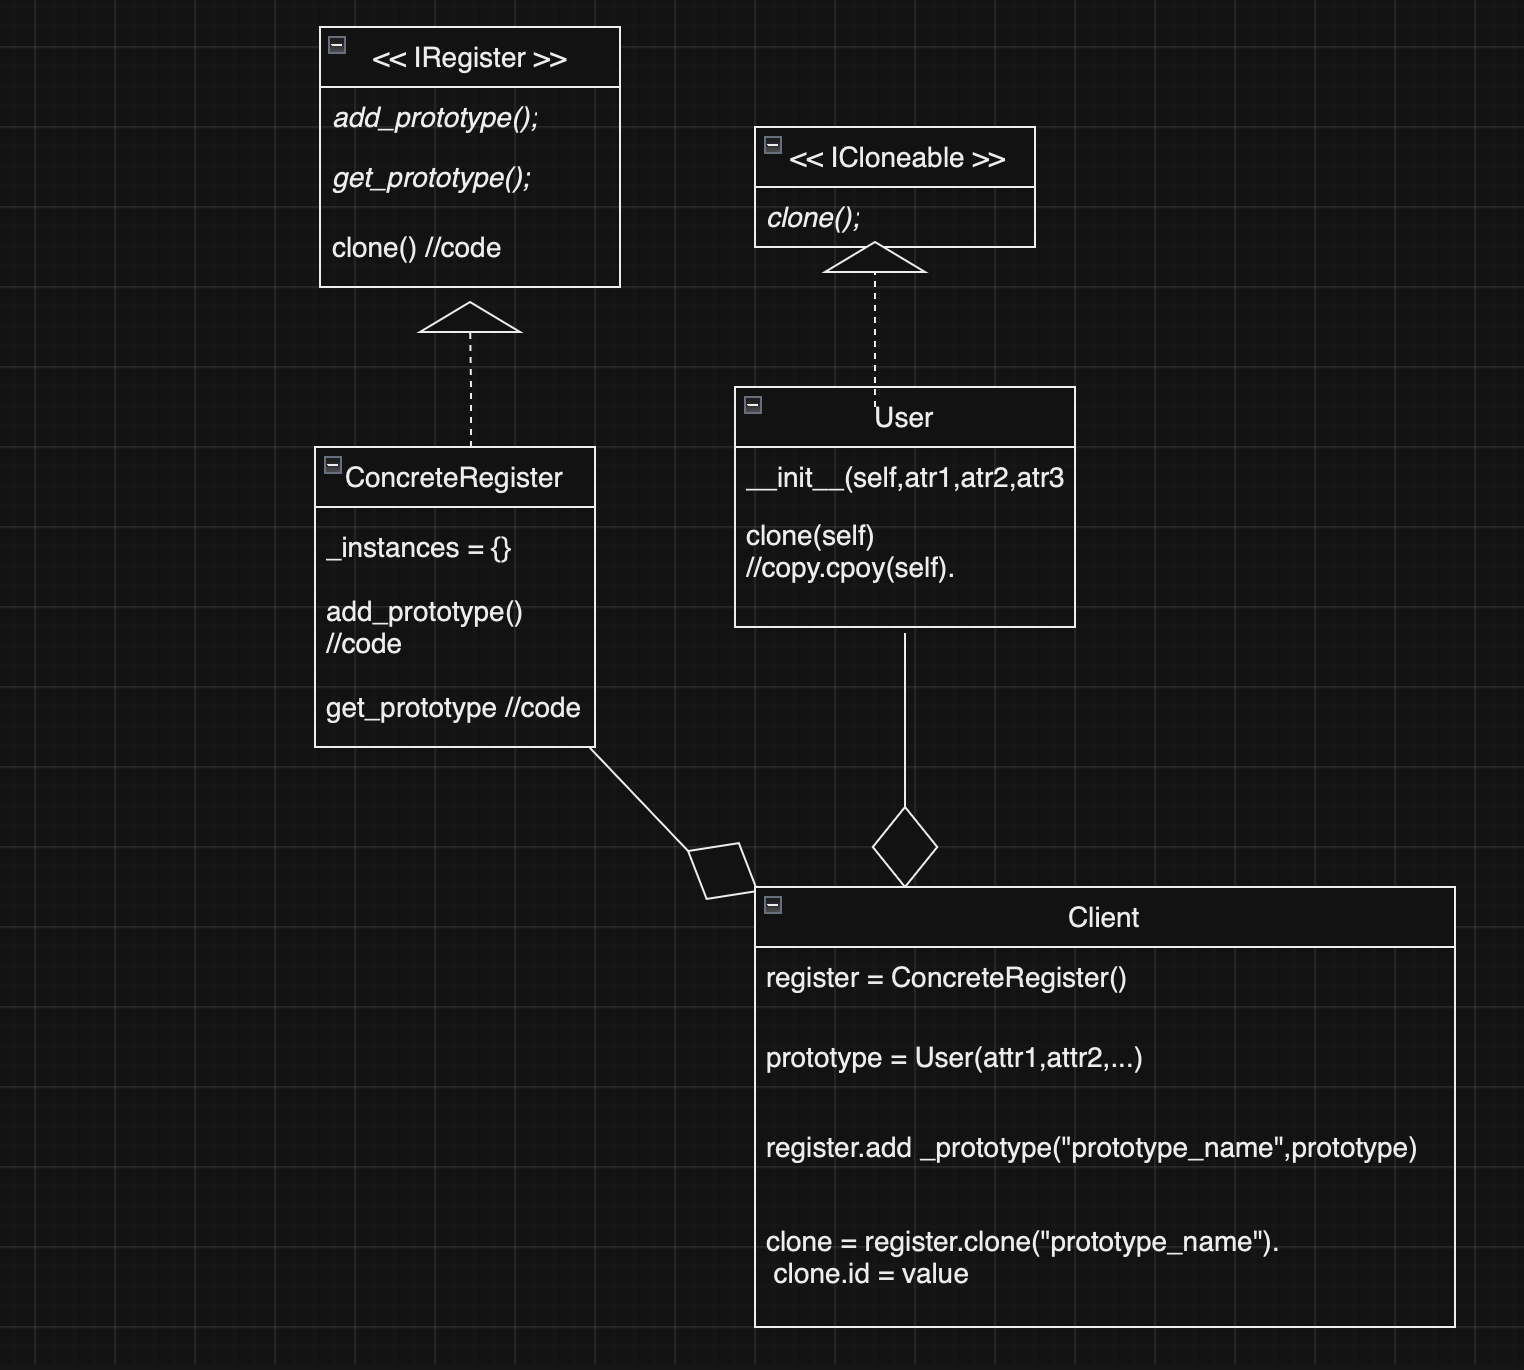 << IRegister >>
add_prototype();
get_prototype();
clone() //code
<< ICloneable >>
clone();
ConcreteRegister
_instances = {}
add_prototype()
//code
get_prototype //code
User
__init__(self,atr1,atr2,atr3
clone(self)
//copy.cpoy(self).
Client
register = ConcreteRegister()
prototype = User(attr1,attr2,...)
register.add _prototype("prototype_name",prototype)
clone = register.clone("prototype_name").
clone.id = value